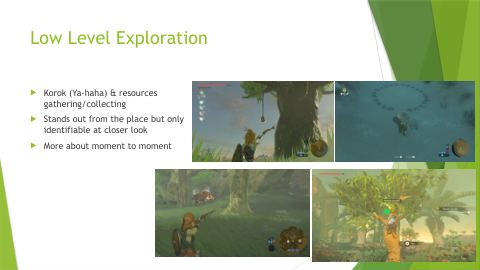 Low Level Exploration
Korok (Ya-haha) & resources
gathering/collecting
Stands out from the place but only
identifiable at closer look
More about moment to moment